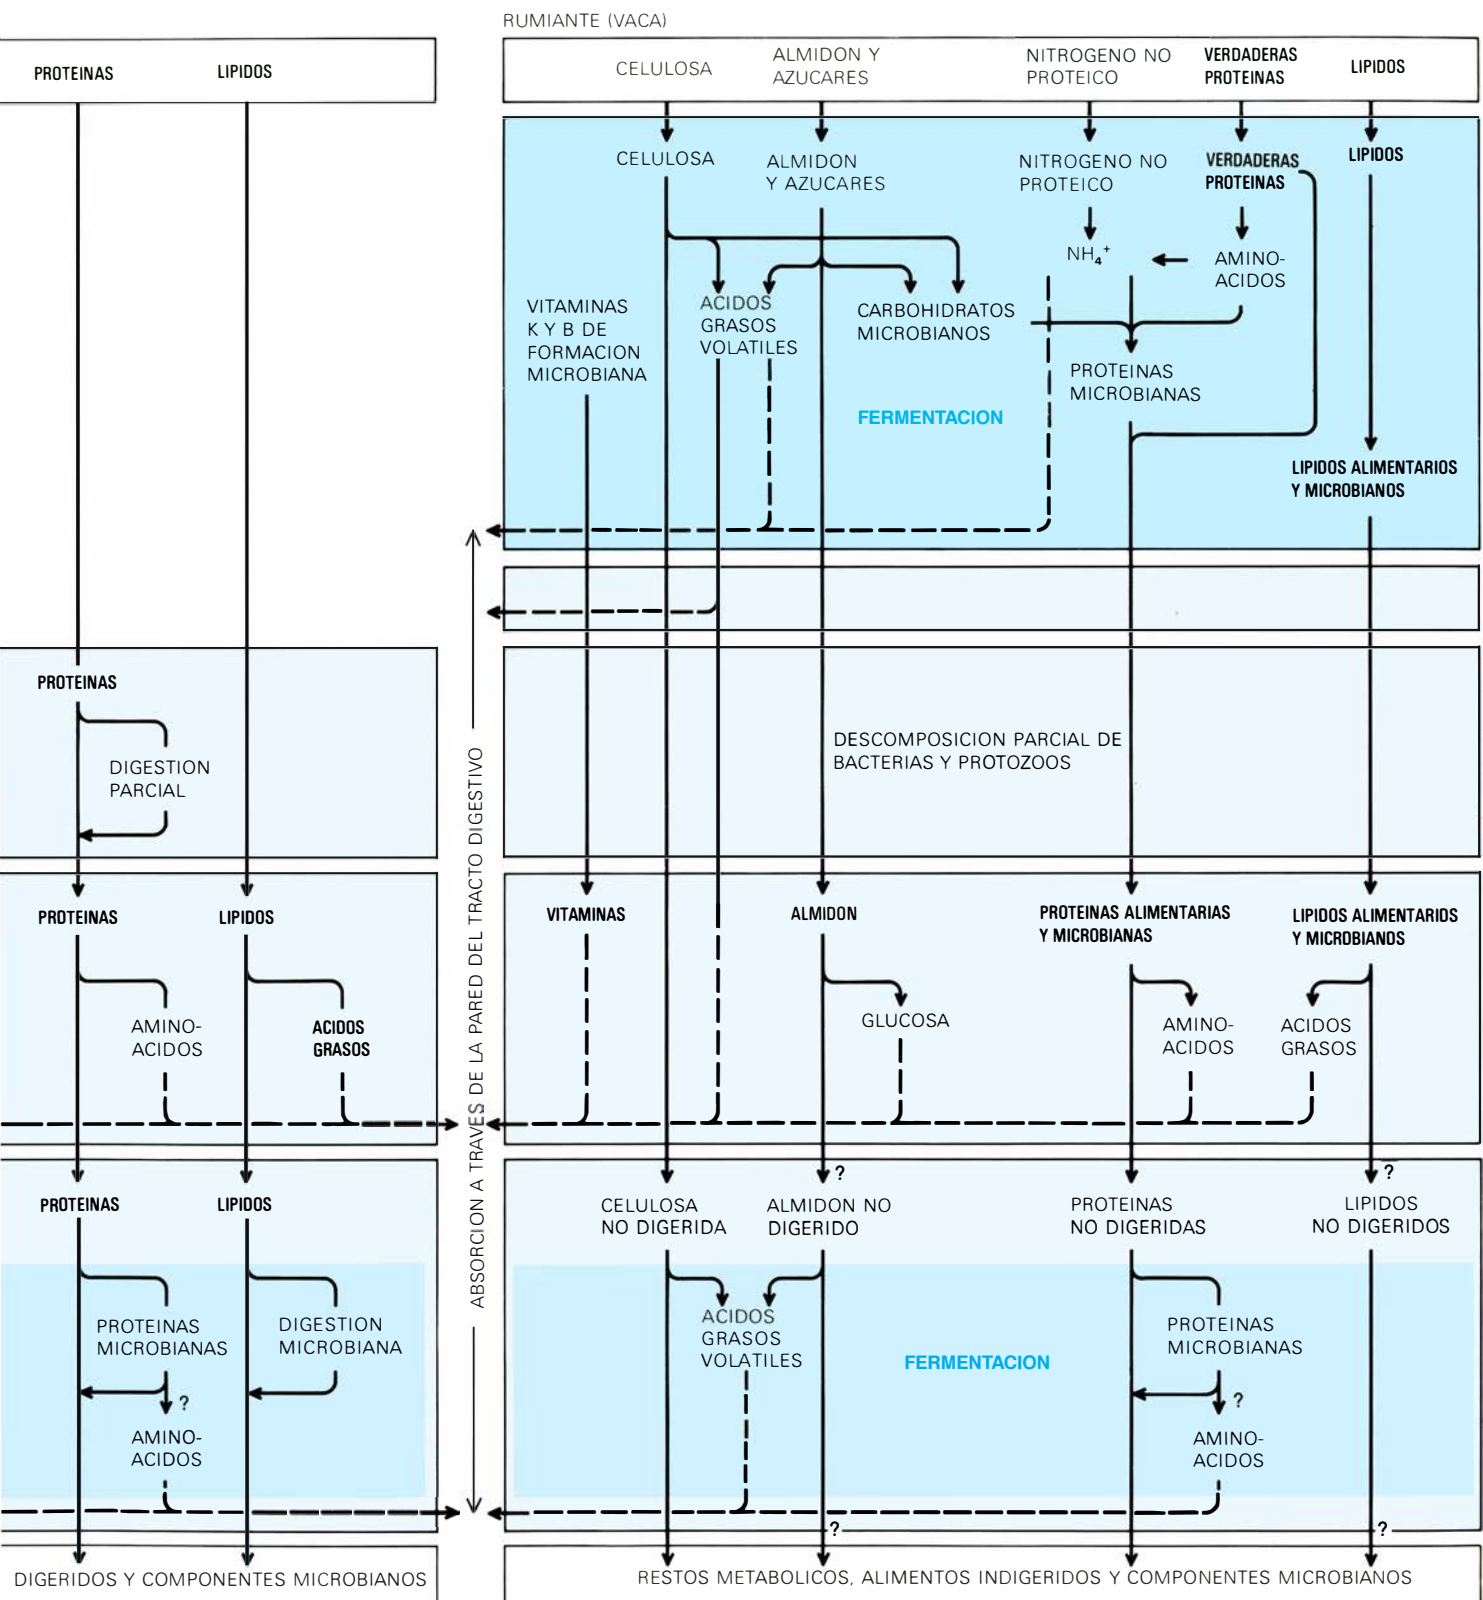 RUMIANTE (VACA)
PROTEINAS
LIPIDOS
CELULOSA
ALMIDON Y
AZUCARES
NITROGENO NO
PROTEICO
VERDADERAS
PROTEINAS
LIPIDOS
CELULOSA
ALMIDON
Y AZUCARES
NITROGENO NO
PROTEICO
VERDADERAS
PROTEINAS
LIPIDOS
NH₄⁺
AMINO-
ACIDOS
VITAMINAS
K Y B DE
FORMACION
MICROBIANA
ACIDOS
GRASOS
VOLATILES
CARBOHIDRATOS
MICROBIANOS
PROTEINAS
MICROBIANAS
FERMENTACION
LIPIDOS ALIMENTARIOS
Y MICROBIANOS
ABSORCION A TRAVES DE LA PARED DEL TRACTO DIGESTIVO
PROTEINAS
DIGESTION
PARCIAL
DESCOMPOSICION PARCIAL DE
BACTERIAS Y PROTOZOOS
PROTEINAS
LIPIDOS
AMINO-
ACIDOS
ACIDOS
GRASOS
VITAMINAS
ALMIDON
PROTEINAS ALIMENTARIAS
Y MICROBIANAS
LIPIDOS ALIMENTARIOS
Y MICROBIANOS
GLUCOSA
AMINO-
ACIDOS
ACIDOS
GRASOS
PROTEINAS
LIPIDOS
PROTEINAS
MICROBIANAS
DIGESTION
MICROBIANA
?
AMINO-
ACIDOS
?
?
CELULOSA
NO DIGERIDA
ALMIDON NO
DIGERIDO
PROTEINAS
NO DIGERIDAS
LIPIDOS
NO DIGERIDOS
ACIDOS
GRASOS
VOLATILES
FERMENTACION
PROTEINAS
MICROBIANAS
?
AMINO-
ACIDOS
?
?
DIGERIDOS Y COMPONENTES MICROBIANOS
RESTOS METABOLICOS, ALIMENTOS INDIGERIDOS Y COMPONENTES MICROBIANOS